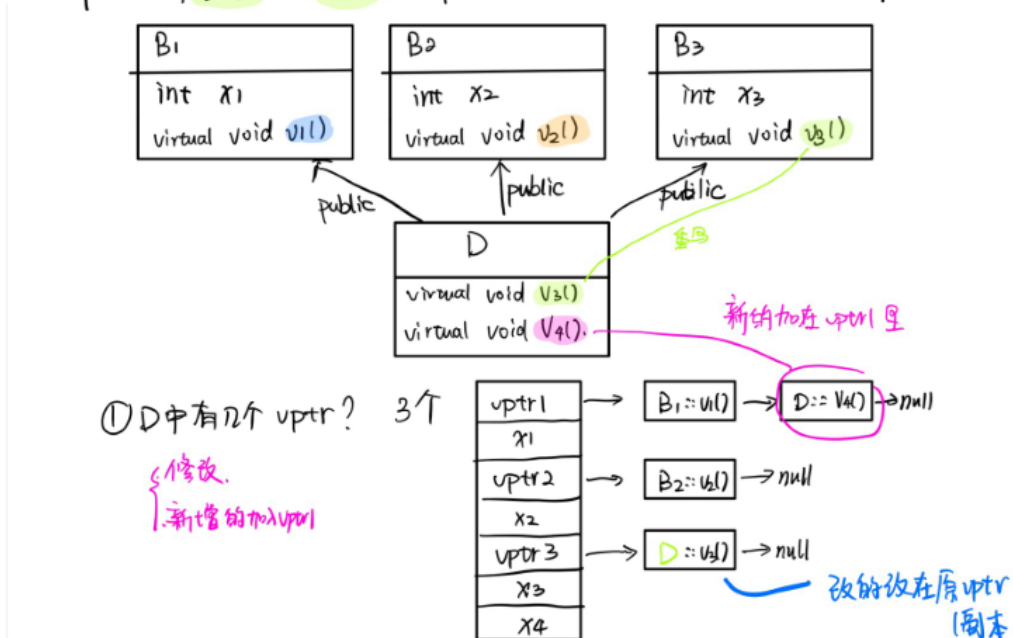 B1
B2
B3
int x1
int x2
int x3
virtual void v1()
virtual void v2()
virtual void v3()
public
public
public
重写
D
virtual void V3()
virtual void V4().
新的加在vptr1里
①D中有几个vptr? 3个
修改.
新增的加入vptr1
vptr1
B1::v1()
D::V4()
null
x1
vptr2
B2::v2()
null
x2
vptr3
D::v3()
null
x3
x4
改的改在原vptr